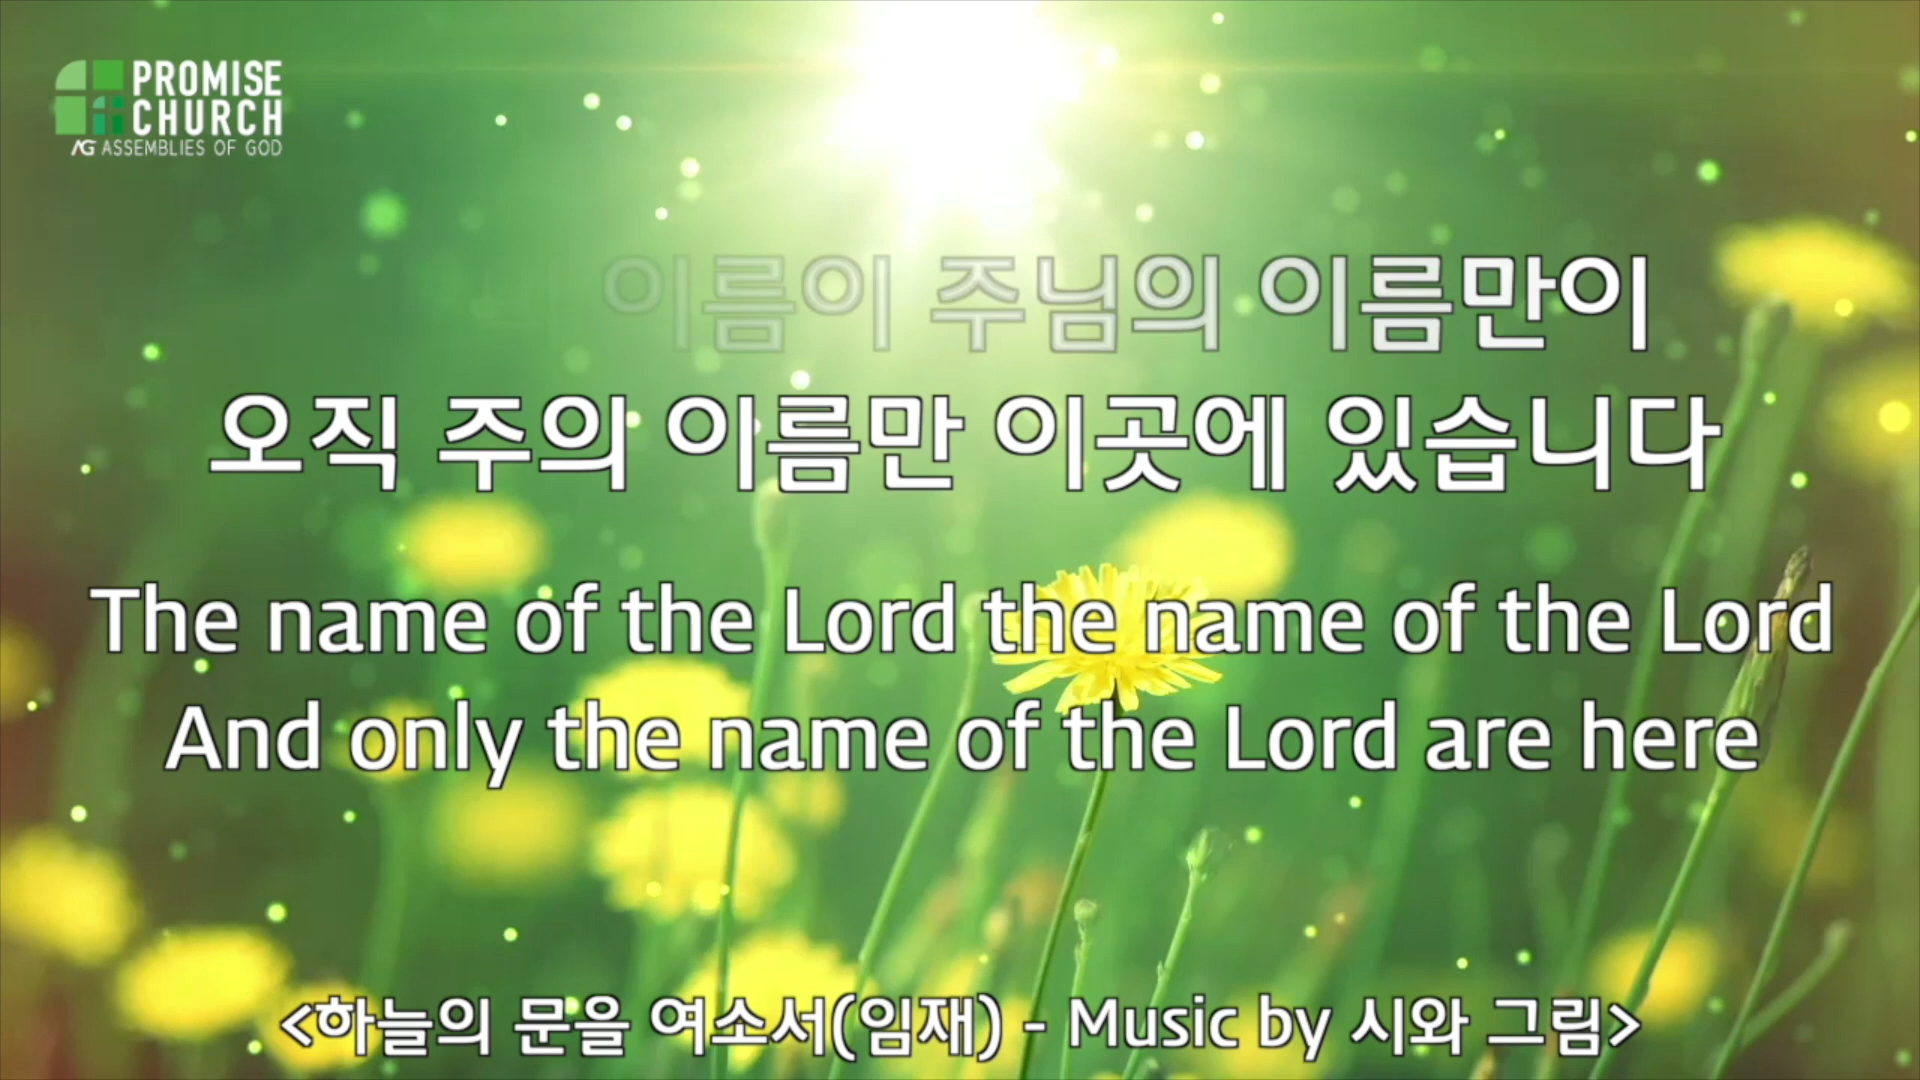 PROMISE
CHURCH
AG ASSEMBLIES OF GOD
이름이 주님의 이름만이
오직 주의 이름만 이곳에 있습니다
The name of the Lord the name of the Lord
And only the name of the Lord are here
<하늘의 문을 여소서(임재) - Music by 시와 그림>